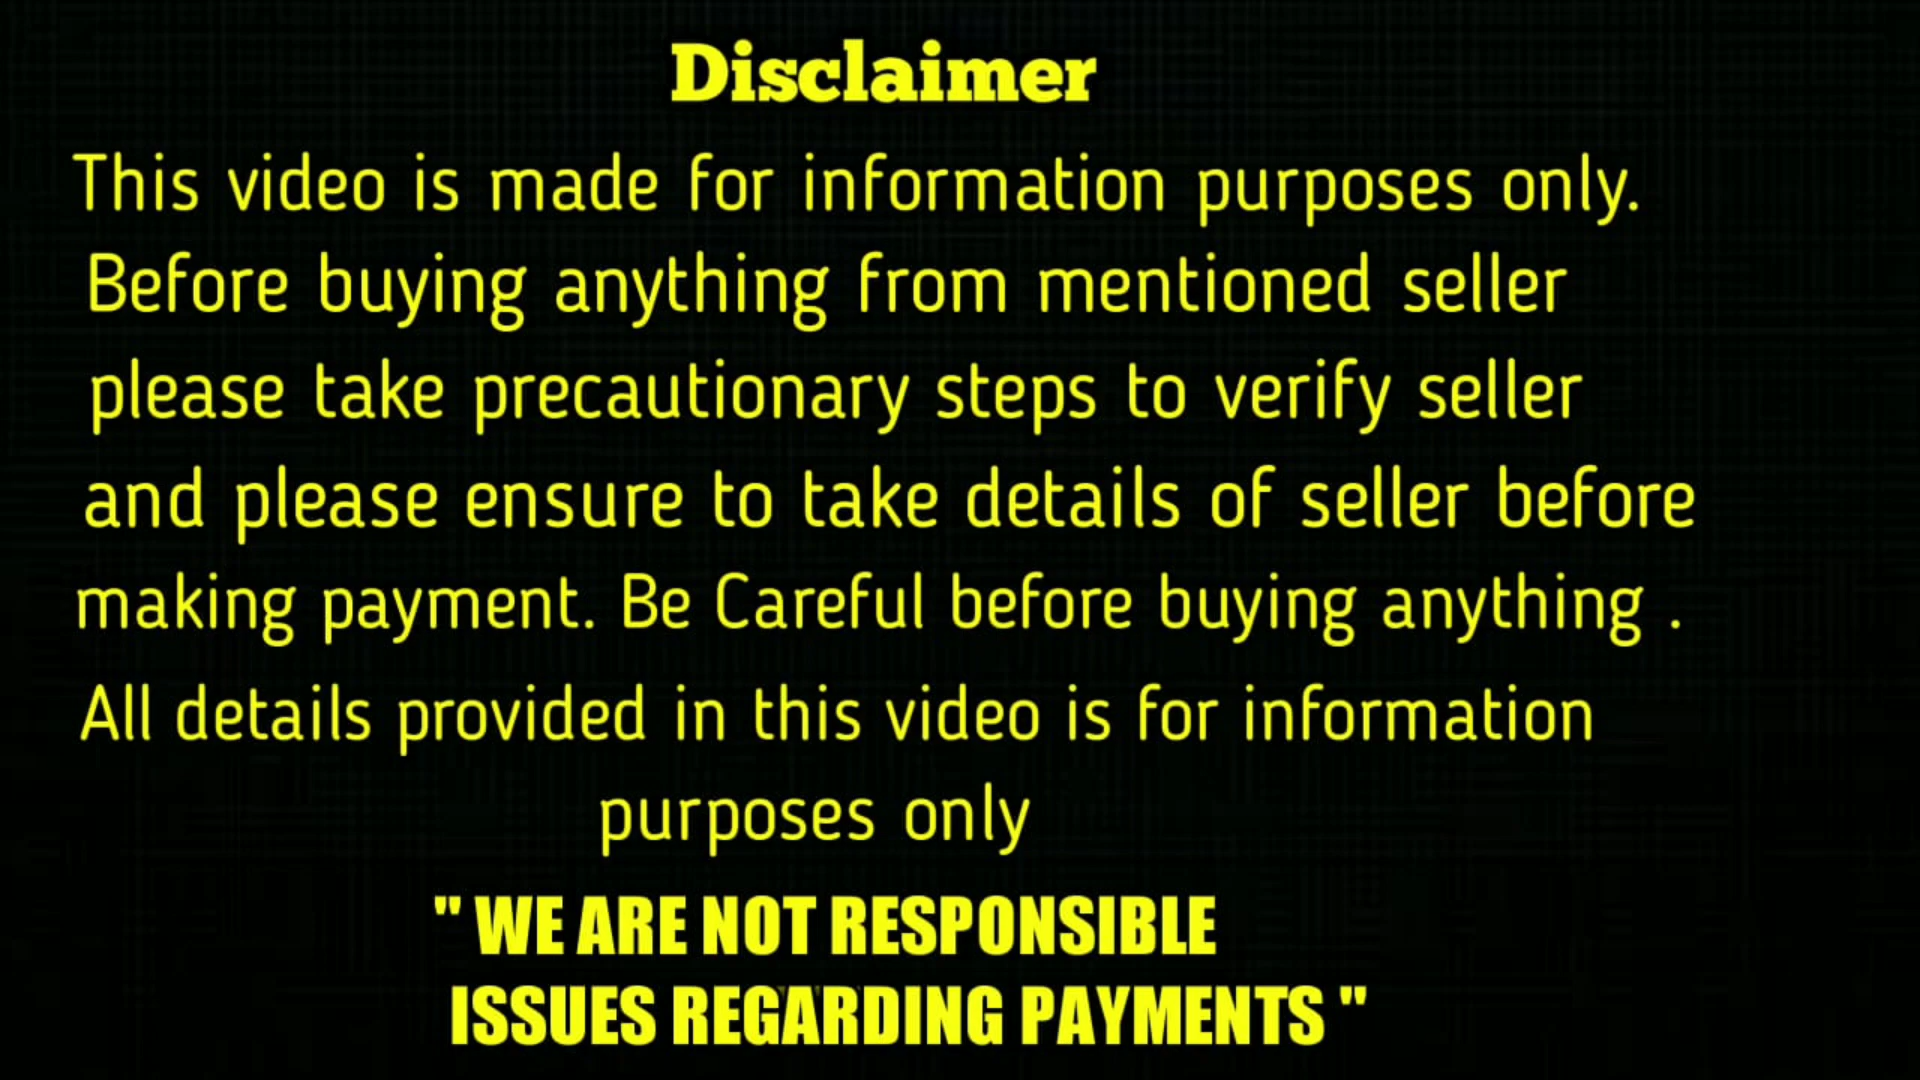 Disclaimer
This video is made for information purposes only.
Before buying anything from mentioned seller
please take precautionary steps to verify seller
and please ensure to take details of seller before
making payment. Be Careful before buying anything .
All details provided in this video is for information
purposes only
" WE ARE NOT RESPONSIBLE
ISSUES REGARDING PAYMENTS "